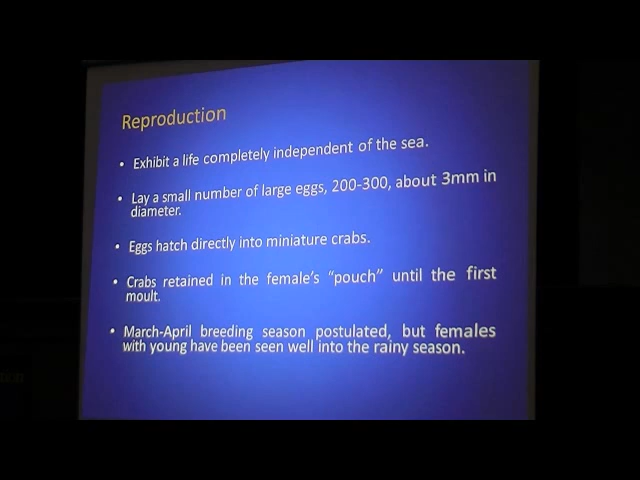 Reproduction
• Exhibit a life completely independent of the sea.
• Lay a small number of large eggs, 200-300, about 3mm in
diameter.
• Eggs hatch directly into miniature crabs.
• Crabs retained in the female's “pouch” until the first
moult.
• March-April breeding season postulated, but females
with young have been seen well into the rainy season.